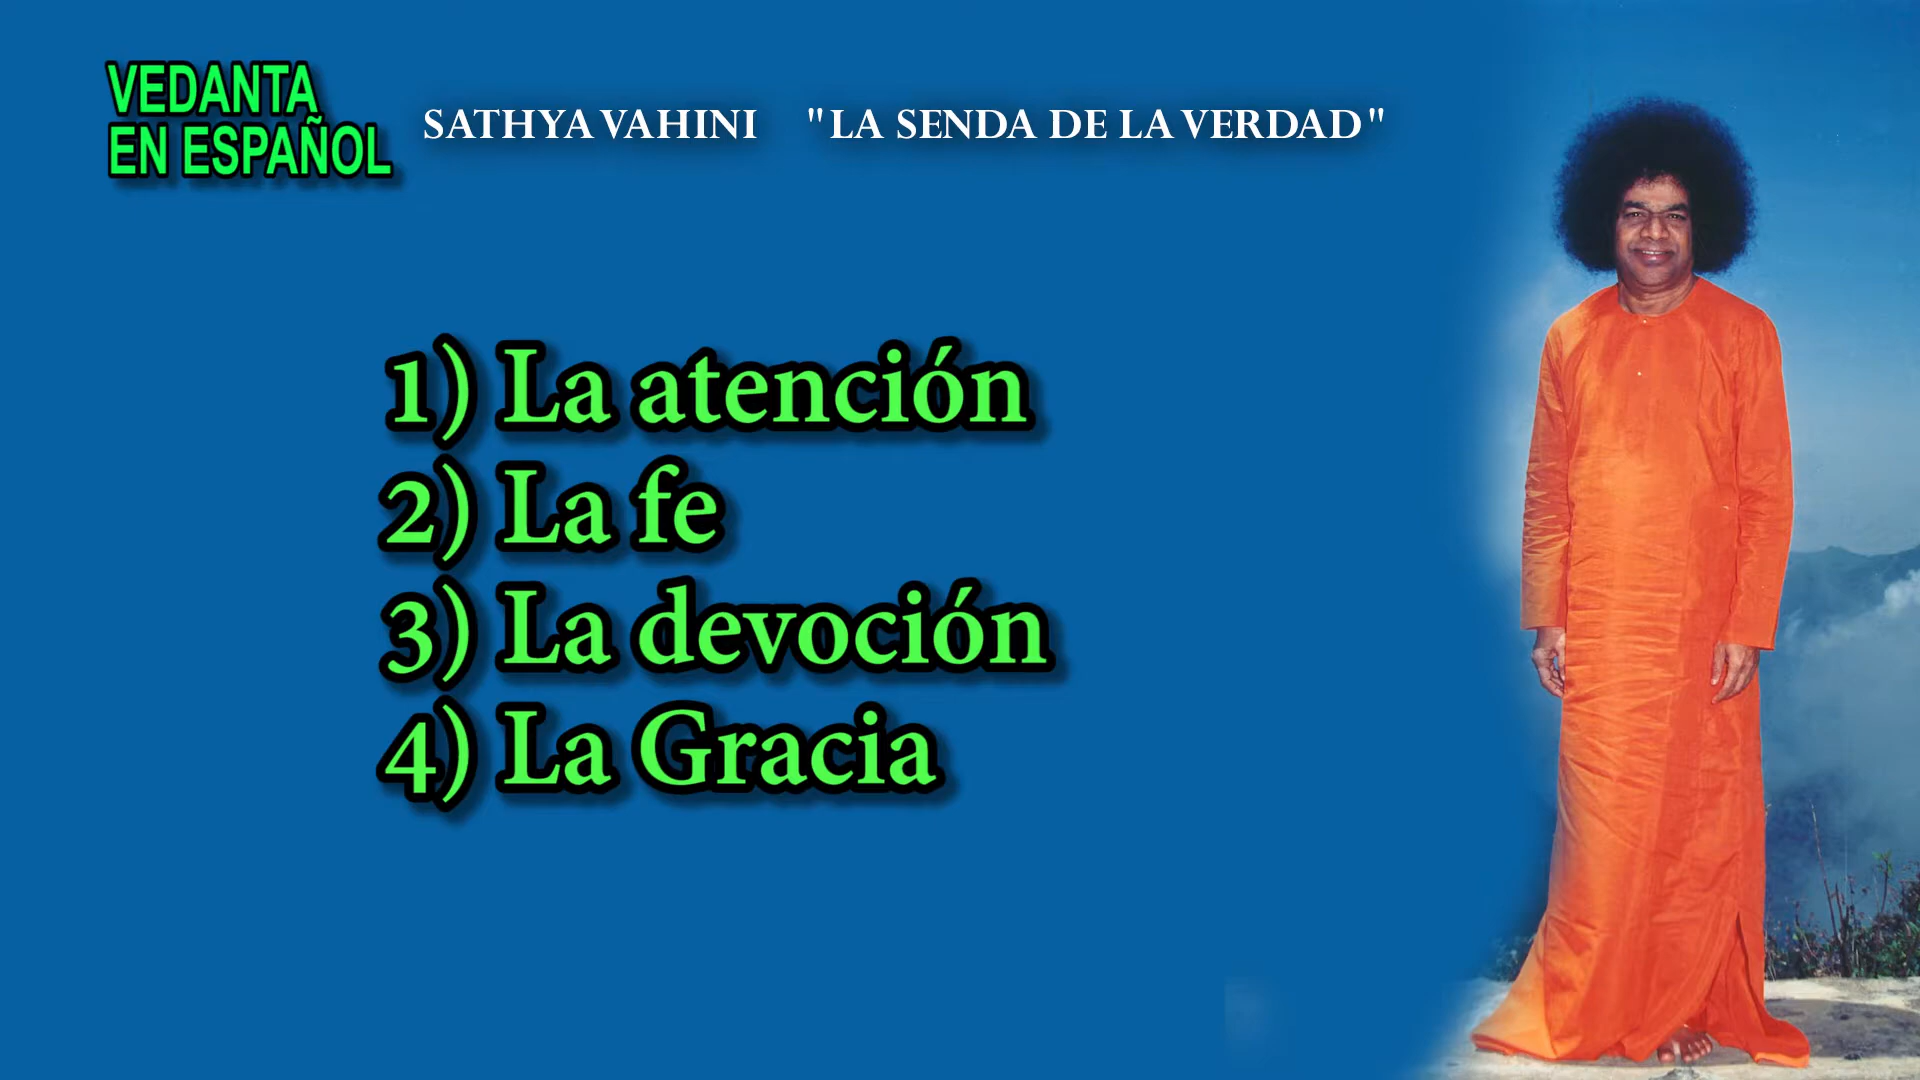 VEDANTA
EN ESPAÑOL
SATHYA VAHINI "LA SENDA DE LA VERDAD"
1) La atención
2) La fe
3) La devoción
4) La Gracia